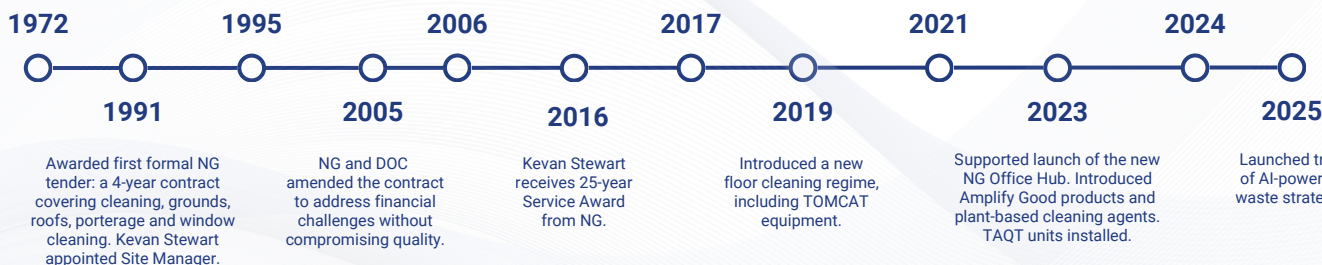 1972
1995
2006
2017
2021
2024
1991
2005
2016
2019
2023
2025
Awarded first formal NG
tender: a 4-year contract
covering cleaning, grounds,
roofs, porterage and window
cleaning. Kevan Stewart
appointed Site Manager.
NG and DOC
amended the contract
to address financial
challenges without
compromising quality.
Kevan Stewart
receives 25-year
Service Award
from NG.
Introduced a new
floor cleaning regime,
including TOMCAT
equipment.
Supported launch of the new
NG Office Hub. Introduced
Amplify Good products and
plant-based cleaning agents.
TAQT units installed.
Launched
of
waste